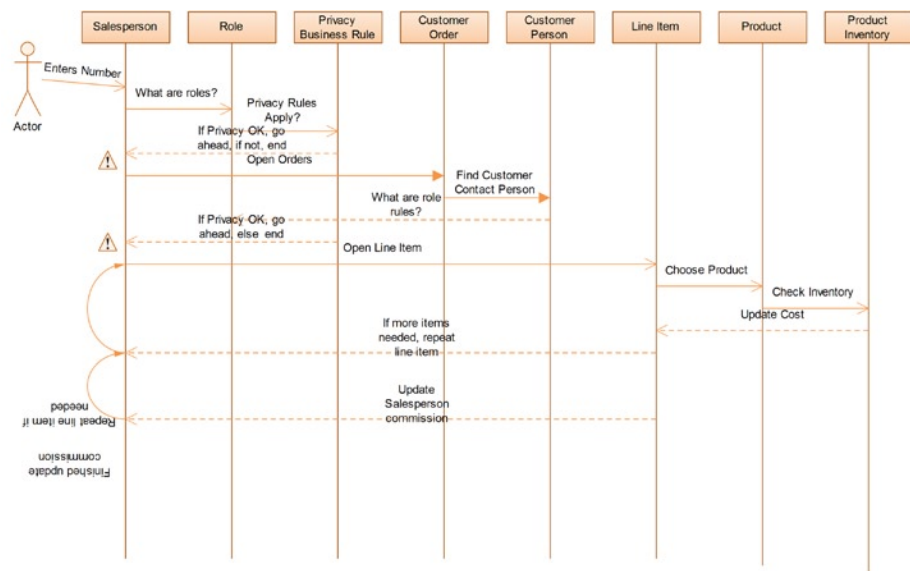 Salesperson
Role
Privacy
Business Rule
Customer
Order
Customer
Person
Line Item
Product
Product
Inventory
Enters Number
Actor
What are roles?
Privacy Rules
Apply?
If Privacy OK, go
ahead, if not, end
Open Orders
Find Customer
Contact Person
What are role
rules?
If Privacy OK, go
ahead, else end
Open Line Item
Choose Product
Check Inventory
Update Cost
If more items
needed, repeat
line item
Update
Salesperson
commission
Repeat line item if
needed
Finished update
commission